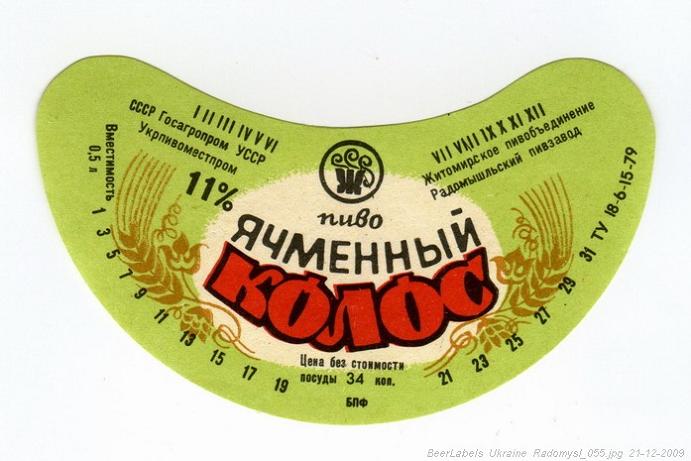 I II III IV V VI
СССР Госагропром УССР
Укрпивоместпром
11%
Вместимость
0,5 л
VII VIII IX X XI XII
Житомирское пивобъединение
Радомышльский пивзавод
ТУ 18-6-15-79
пиво
ЯЧМЕННЫЙ
КОЛОС
Цена без стоимости
посуды 34 коп.
БПФ
1 3 5 7 9 11 13 15 17 19
21 23 25 27 29 31
BeerLabels Ukraine Radomysl_055.jpg 21-12-2009